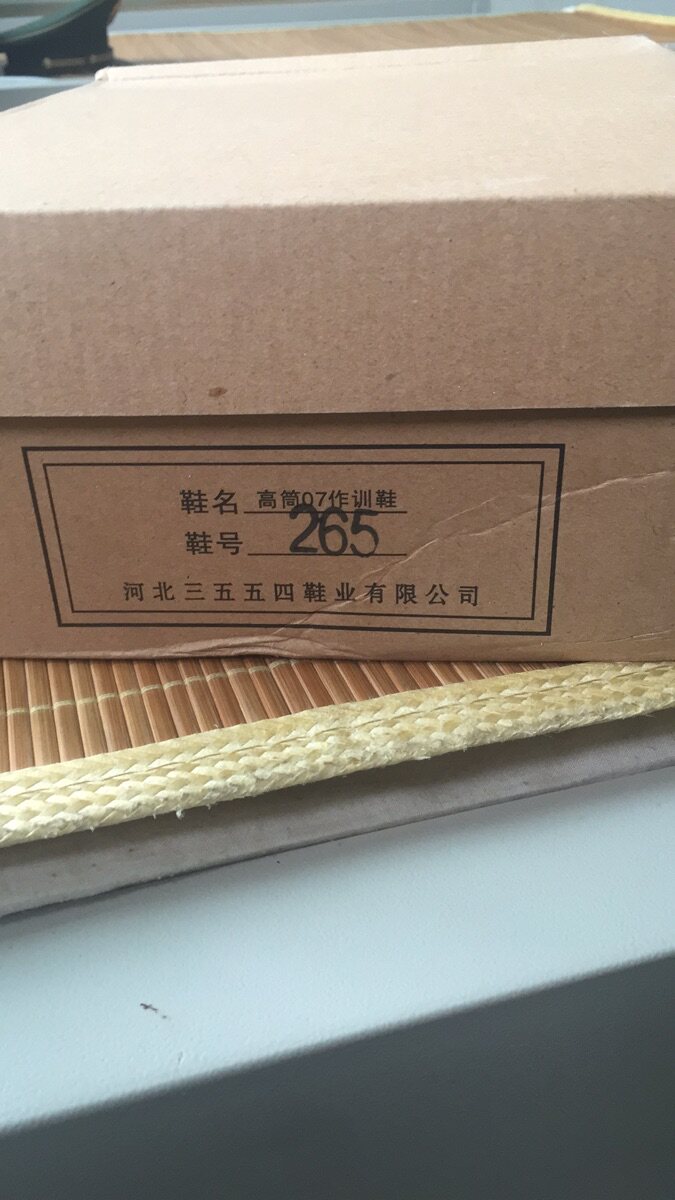 鞋名 高筒07作训鞋
鞋号 265
河北三五五四鞋业有限公司